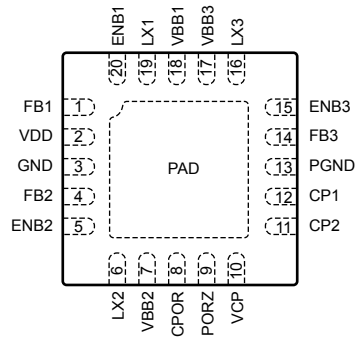 ENB1 LX1 VBB1 VBB3 LX3
20 19 18 17 16
FB1 1
VDD 2
GND 3
FB2 4
ENB2 5
PAD
15 ENB3
14 FB3
13 PGND
12 CP1
11 CP2
6 7 8 9 10
LX2 VBB2 CPOR PORZ VCP